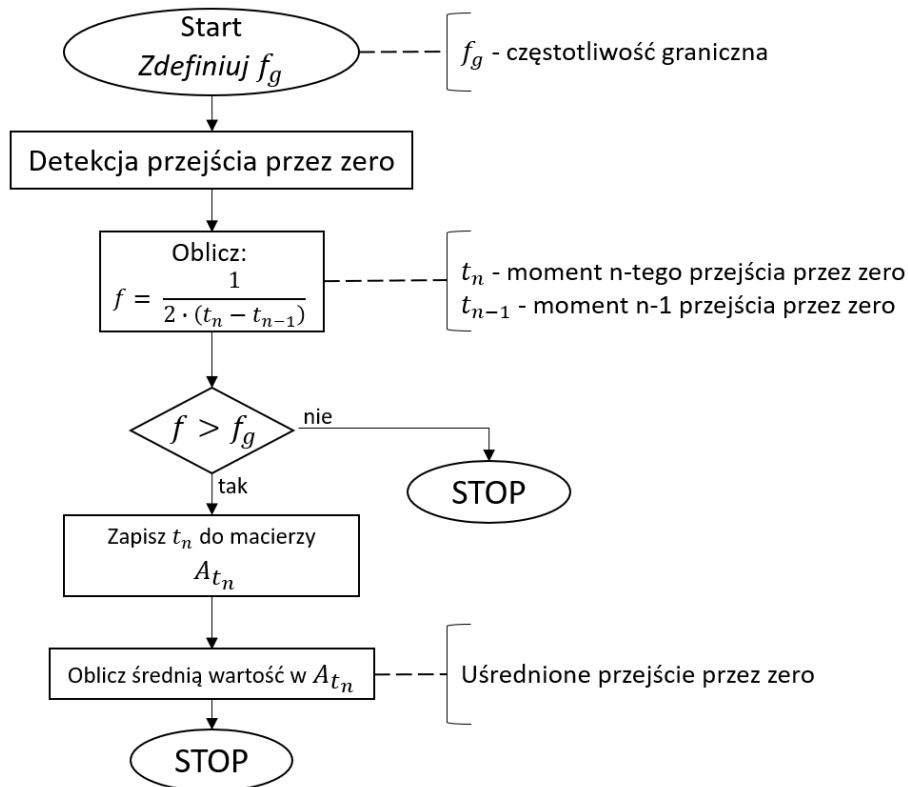 Start
Zdefiniuj f_g
f_g - częstotliwość graniczna
Detekcja przejścia przez zero
Oblicz:
f = 1 / (2 · (t_n − t_{n−1}))
t_n - moment n-tego przejścia przez zero
t_{n−1} - moment n-1 przejścia przez zero
f > f_g
nie
STOP
tak
Zapisz t_n do macierzy
A_{t_n}
Oblicz średnią wartość w A_{t_n}
Uśrednione przejście przez zero
STOP